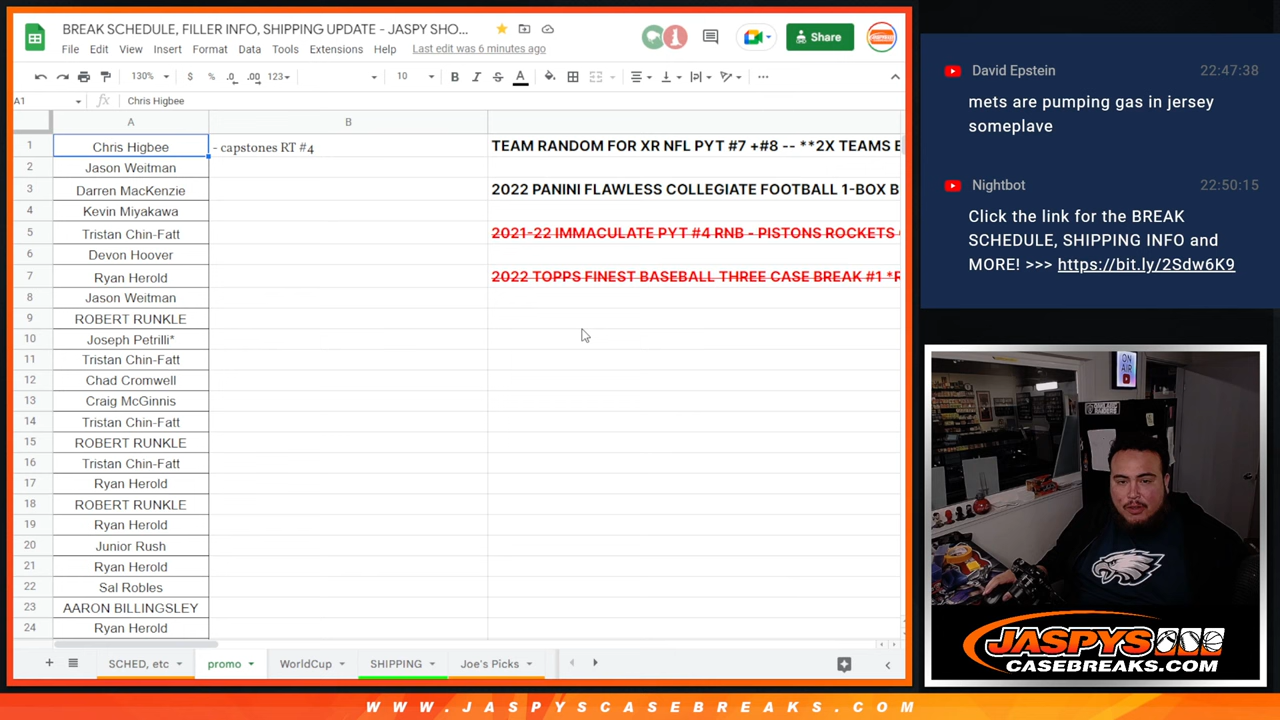 BREAK SCHEDULE, FILLER INFO, SHIPPING UPDATE - JASPY SHO...
File Edit View Insert Format Data Tools Extensions Help Last edit was 6 minutes ago
Share
130% $ % .0 .00 123 10 B I S A
A1 fx Chris Higbee
A B
1 Chris Higbee - capstones RT #4 TEAM RANDOM FOR XR NFL PYT #7 +#8 -- **2X TEAMS
2 Jason Weitman
3 Darren MacKenzie 2022 PANINI FLAWLESS COLLEGIATE FOOTBALL 1-BOX B
4 Kevin Miyakawa
5 Tristan Chin-Fatt 2021-22 IMMACULATE PYT #4 RNB - PISTONS ROCKETS
6 Devon Hoover
7 Ryan Herold 2022 TOPPS FINEST BASEBALL THREE CASE BREAK #1 *R
8 Jason Weitman
9 ROBERT RUNKLE
10 Joseph Petrilli*
11 Tristan Chin-Fatt
12 Chad Cromwell
13 Craig McGinnis
14 Tristan Chin-Fatt
15 ROBERT RUNKLE
16 Tristan Chin-Fatt
17 Ryan Herold
18 ROBERT RUNKLE
19 Ryan Herold
20 Junior Rush
21 Ryan Herold
22 Sal Robles
23 AARON BILLINGSLEY
24 Ryan Herold
SCHED, etc promo WorldCup SHIPPING Joe's Picks
David Epstein 22:47:38
mets are pumping gas in jersey
someplave
Nightbot 22:50:15
Click the link for the BREAK
SCHEDULE, SHIPPING INFO and
MORE! >>> https://bit.ly/2Sdw6K9
ON
AIR
JASPYS
CASEBREAKS.COM
WWW.JASPYSCASEBREAKS.COM